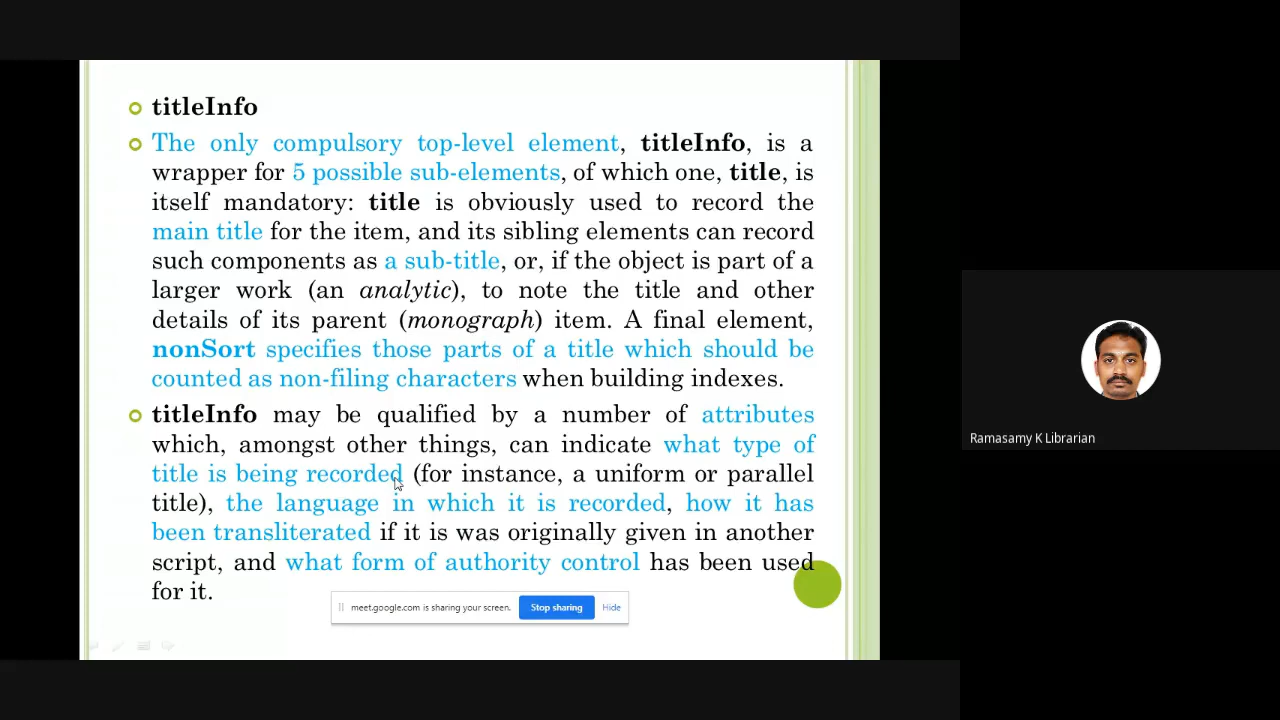 titleInfo
The only compulsory top-level element, titleInfo, is a
wrapper for 5 possible sub-elements, of which one, title, is
itself mandatory: title is obviously used to record the
main title for the item, and its sibling elements can record
such components as a sub-title, or, if the object is part of a
larger work (an analytic), to note the title and other
details of its parent (monograph) item. A final element,
nonSort specifies those parts of a title which should be
counted as non-filing characters when building indexes.
titleInfo may be qualified by a number of attributes
which, amongst other things, can indicate what type of
title is being recorded (for instance, a uniform or parallel
title), the language in which it is recorded, how it has
been transliterated if it is was originally given in another
script, and what form of authority control has been used
for it.
meet.google.com is sharing your screen. Stop sharing Hide
Ramasamy K Librarian